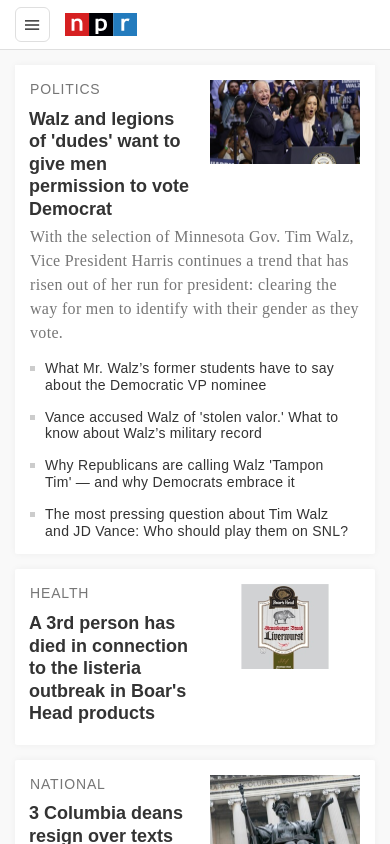 npr
POLITICS
Walz and legions
of 'dudes' want to
give men
permission to vote
Democrat
With the selection of Minnesota Gov. Tim Walz,
Vice President Harris continues a trend that has
risen out of her run for president: clearing the
way for men to identify with their gender as they
vote.
What Mr. Walz’s former students have to say
about the Democratic VP nominee
Vance accused Walz of 'stolen valor.' What to
know about Walz’s military record
Why Republicans are calling Walz 'Tampon
Tim' — and why Democrats embrace it
The most pressing question about Tim Walz
and JD Vance: Who should play them on SNL?
HEALTH
A 3rd person has
died in connection
to the listeria
outbreak in Boar's
Head products
Boar's Head
Strassburger Brand
Liverwurst
NATIONAL
3 Columbia deans
resign over texts